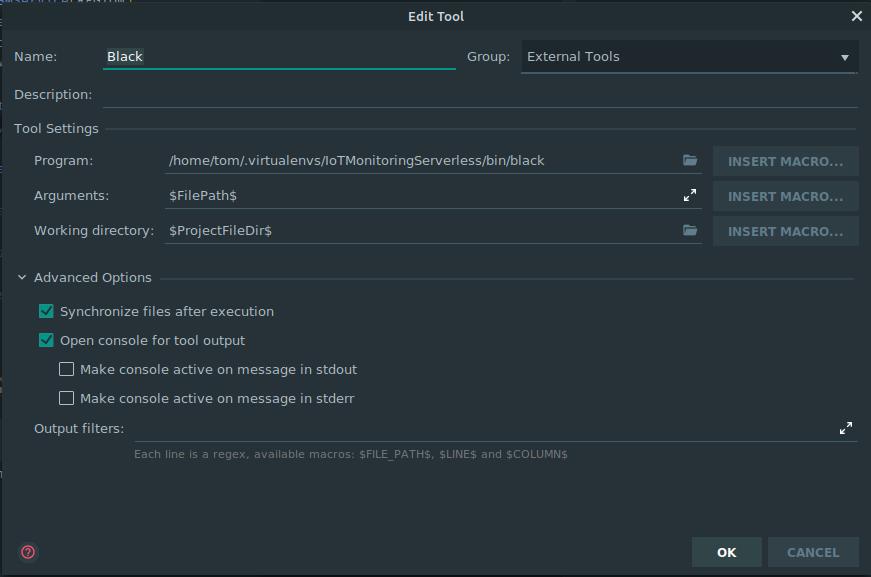 Edit Tool
Name: Black Group: External Tools
Description:
Tool Settings
Program: /home/tom/.virtualenvs/IoTMonitoringServerless/bin/black INSERT MACRO...
Arguments: $FilePath$ INSERT MACRO...
Working directory: $ProjectFileDir$ INSERT MACRO...
Advanced Options
Synchronize files after execution
Open console for tool output
Make console active on message in stdout
Make console active on message in stderr
Output filters:
Each line is a regex, available macros: $FILE_PATH$, $LINE$ and $COLUMN$
? OK CANCEL